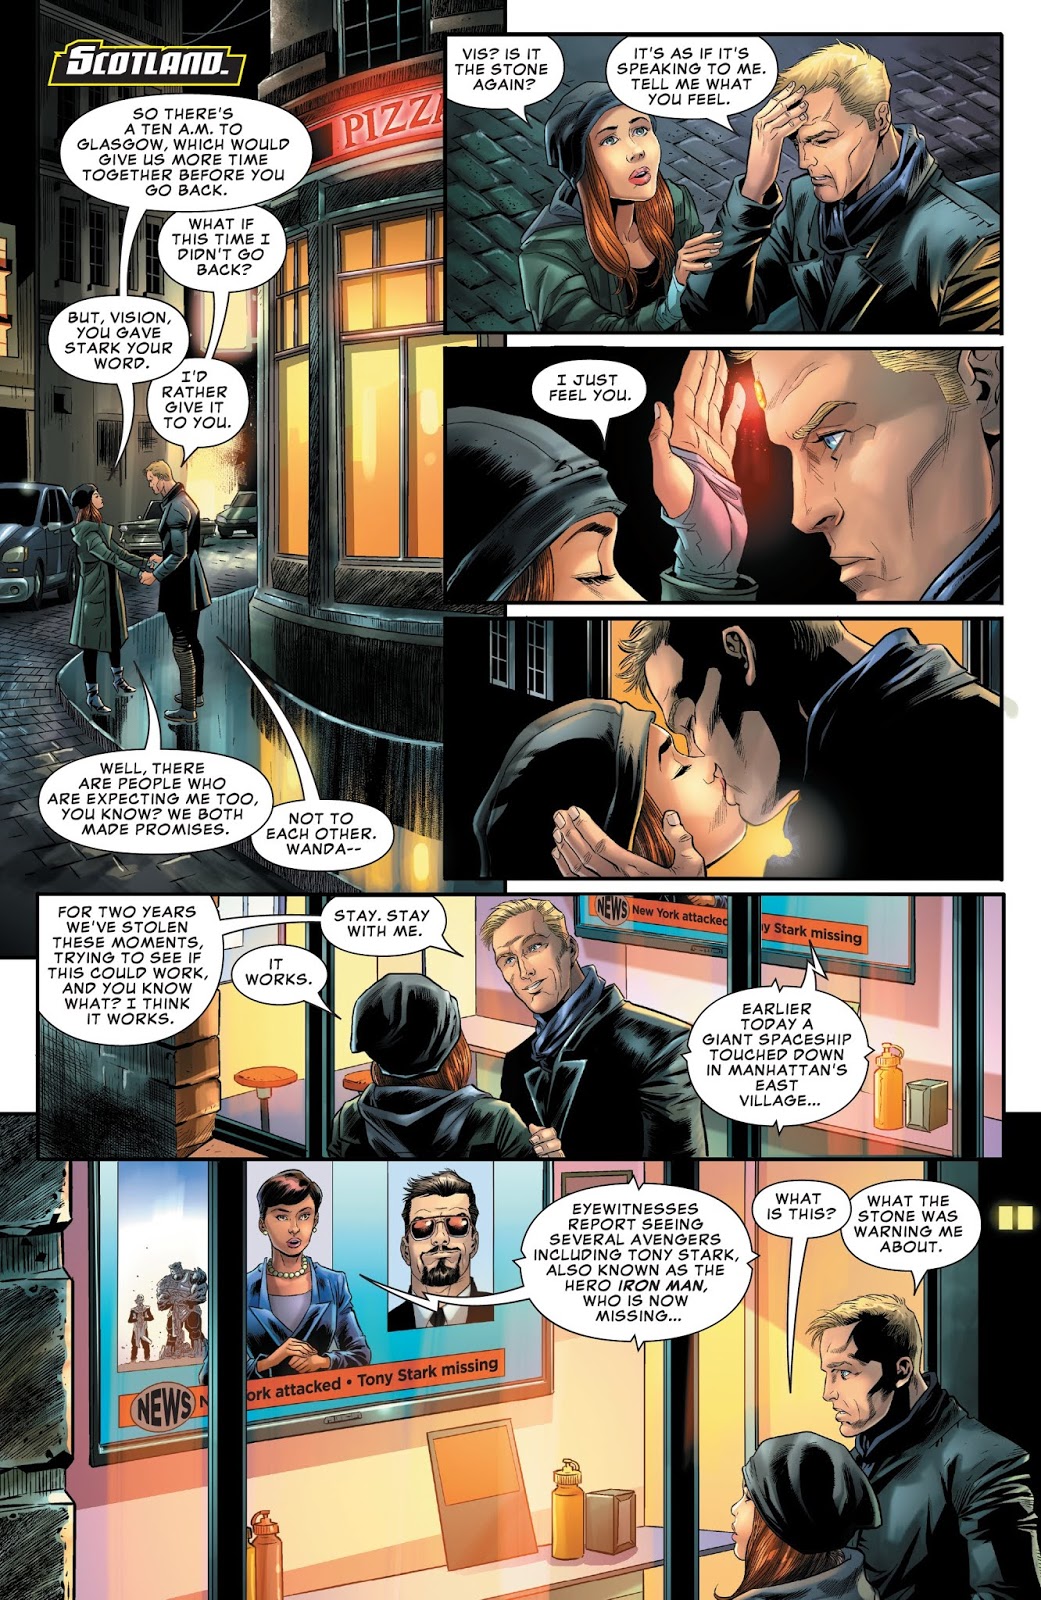 SCOTLAND.
SO THERE'S
A TEN A.M. TO
GLASGOW, WHICH WOULD
GIVE US MORE TIME
TOGETHER BEFORE YOU
GO BACK.
WHAT IF
THIS TIME I
DIDN'T GO
BACK?
BUT, VISION,
YOU GAVE
STARK YOUR
WORD.
I'D
RATHER
GIVE IT
TO YOU.
PIZZA
WELL, THERE
ARE PEOPLE WHO
ARE EXPECTING ME TOO,
YOU KNOW? WE BOTH
MADE PROMISES.
NOT TO
EACH OTHER.
WANDA--
VIS? IS IT
THE STONE
AGAIN?
IT'S AS IF IT'S
SPEAKING TO ME.
TELL ME WHAT
YOU FEEL.
I JUST
FEEL YOU.
FOR TWO YEARS
WE'VE STOLEN
THESE MOMENTS,
TRYING TO SEE IF
THIS COULD WORK,
AND YOU KNOW
WHAT? I THINK
IT WORKS.
IT
WORKS.
STAY. STAY
WITH ME.
NEWS New York attacked
Tony Stark missing
EARLIER
TODAY A
GIANT SPACESHIP
TOUCHED DOWN
IN MANHATTAN'S
EAST
VILLAGE...
EYEWITNESSES
REPORT SEEING
SEVERAL AVENGERS
INCLUDING TONY STARK,
ALSO KNOWN AS THE
HERO IRON MAN,
WHO IS NOW
MISSING...
NEWS New York attacked • Tony Stark missing
WHAT
IS THIS?
WHAT THE
STONE WAS
WARNING ME
ABOUT.